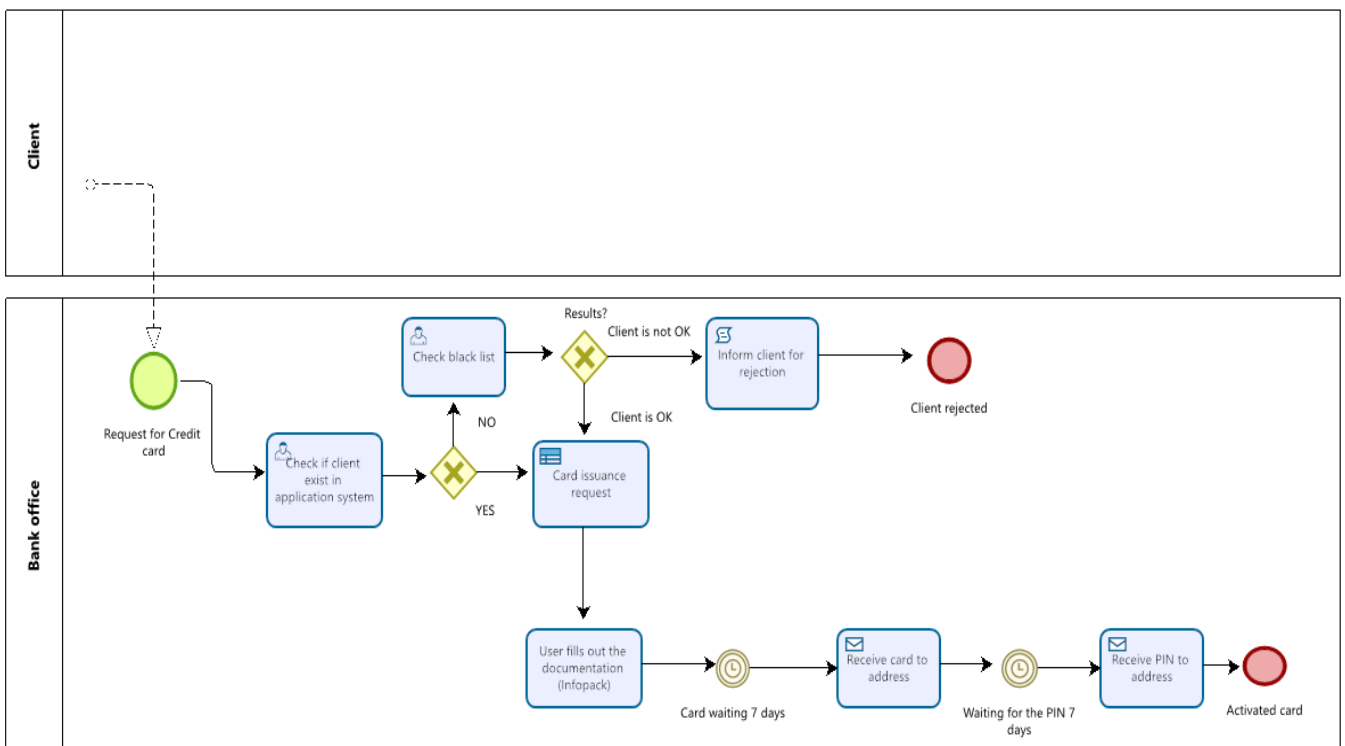 Client
Bank office
Request for Credit
card
Check if client
exist in
application system
NO
YES
Check black list
Results?
Client is not OK
Client is OK
Inform client for
rejection
Client rejected
Card issuance
request
User fills out the
documentation
(Infopack)
Card waiting 7 days
Receive card to
address
Waiting for the PIN 7
days
Receive PIN to
address
Activated card